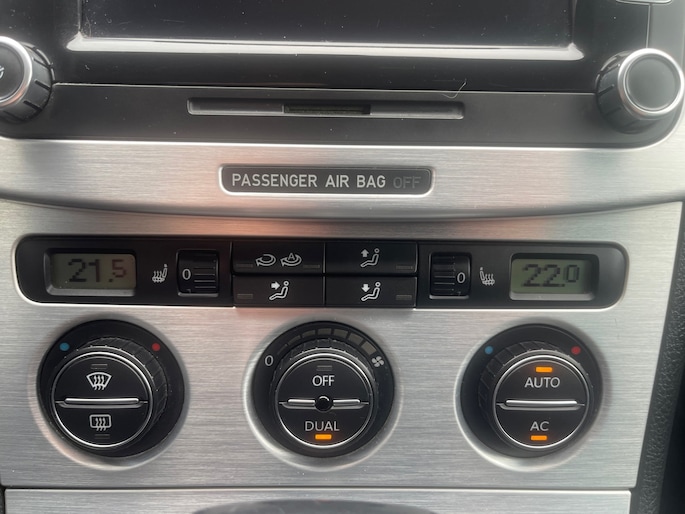 PASSENGER AIR BAG OFF
21.5
0
0
22.0
0
OFF
DUAL
AUTO
AC